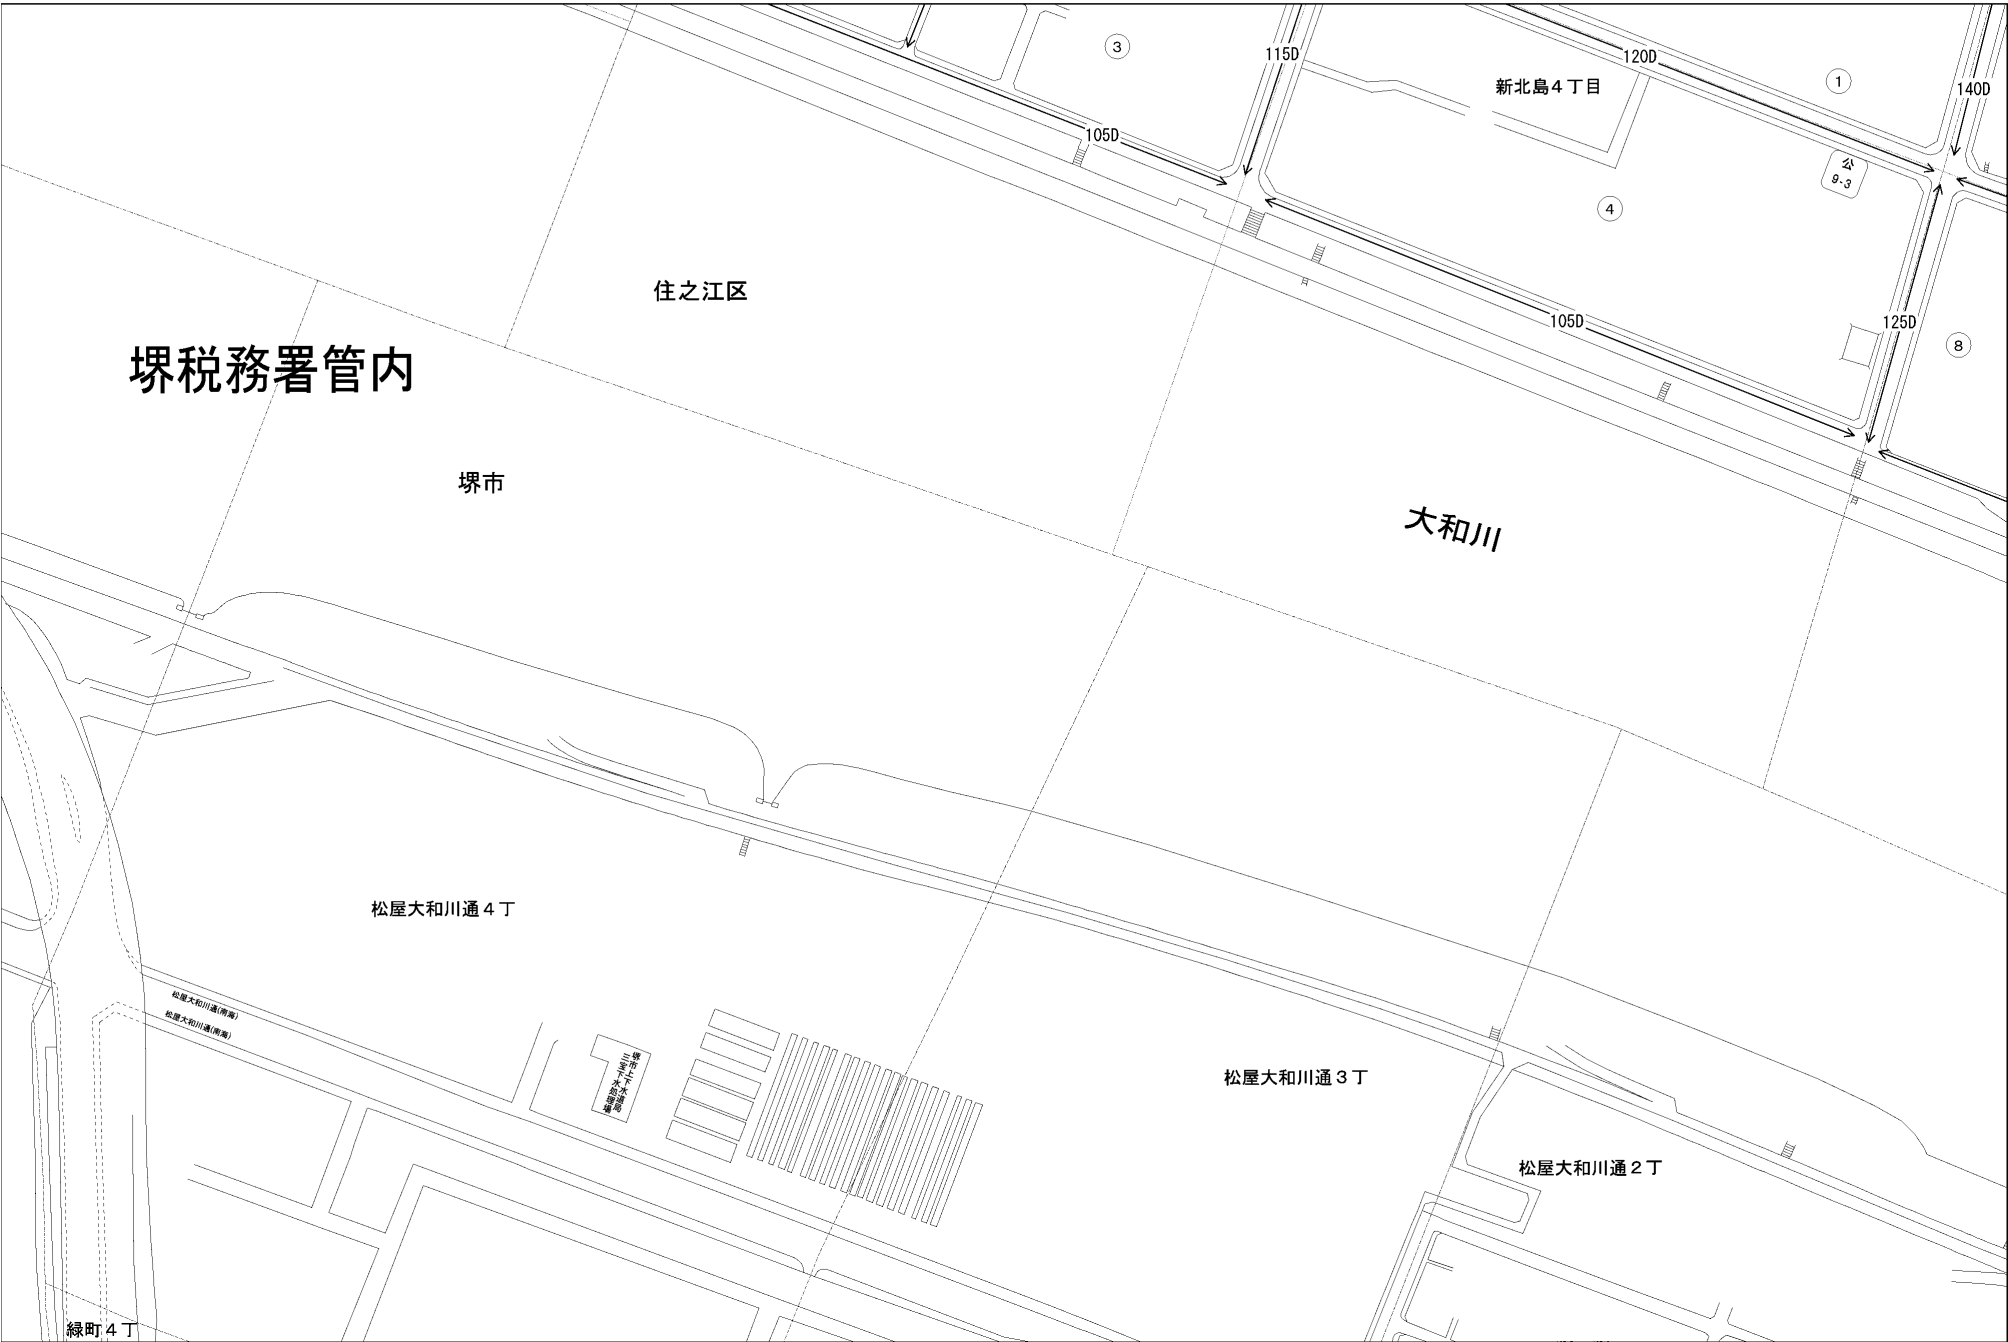 ③
115D
120D
新北島4丁目
①
140D
105D
公
9-3
④
住之江区
105D
125D
⑧
堺税務署管内
堺市
大和川
松屋大和川通4丁
松屋大和川通(南海)
松屋大和川通(南海)
堺市上下水道局
三宝下水処理場
松屋大和川通3丁
松屋大和川通2丁
緑町4丁